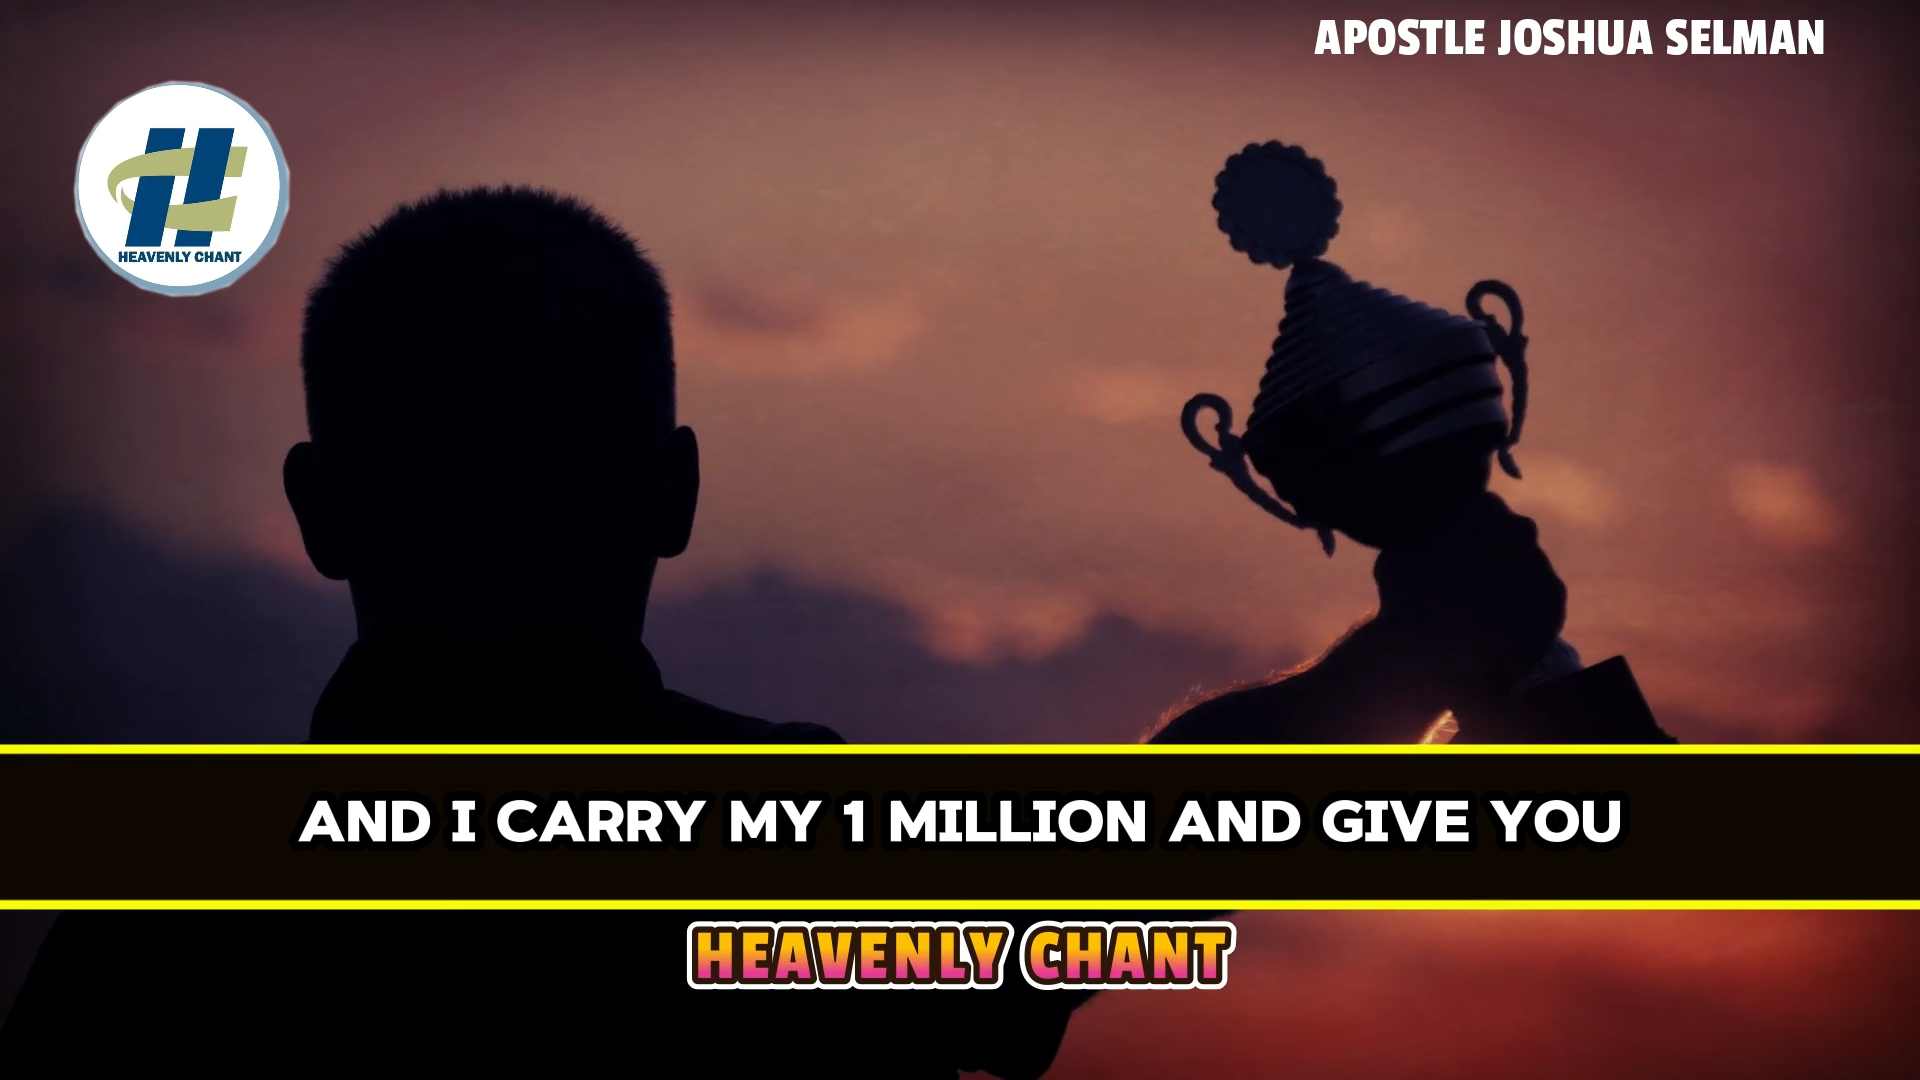 APOSTLE JOSHUA SELMAN
HEAVENLY CHANT
AND I CARRY MY 1 MILLION AND GIVE YOU
HEAVENLY CHANT